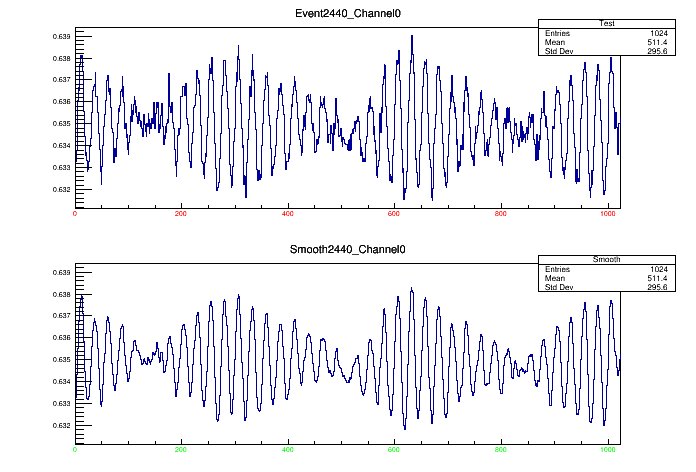 Event2440_Channel0
Test
Entries 1024
Mean 511.4
Std Dev 295.6
0.639
0.638
0.637
0.636
0.635
0.634
0.633
0.632
0 200 400 600 800 1000
Smooth2440_Channel0
Smooth
Entries 1024
Mean 511.4
Std Dev 295.6
0.639
0.638
0.637
0.636
0.635
0.634
0.633
0.632
0 200 400 600 800 1000